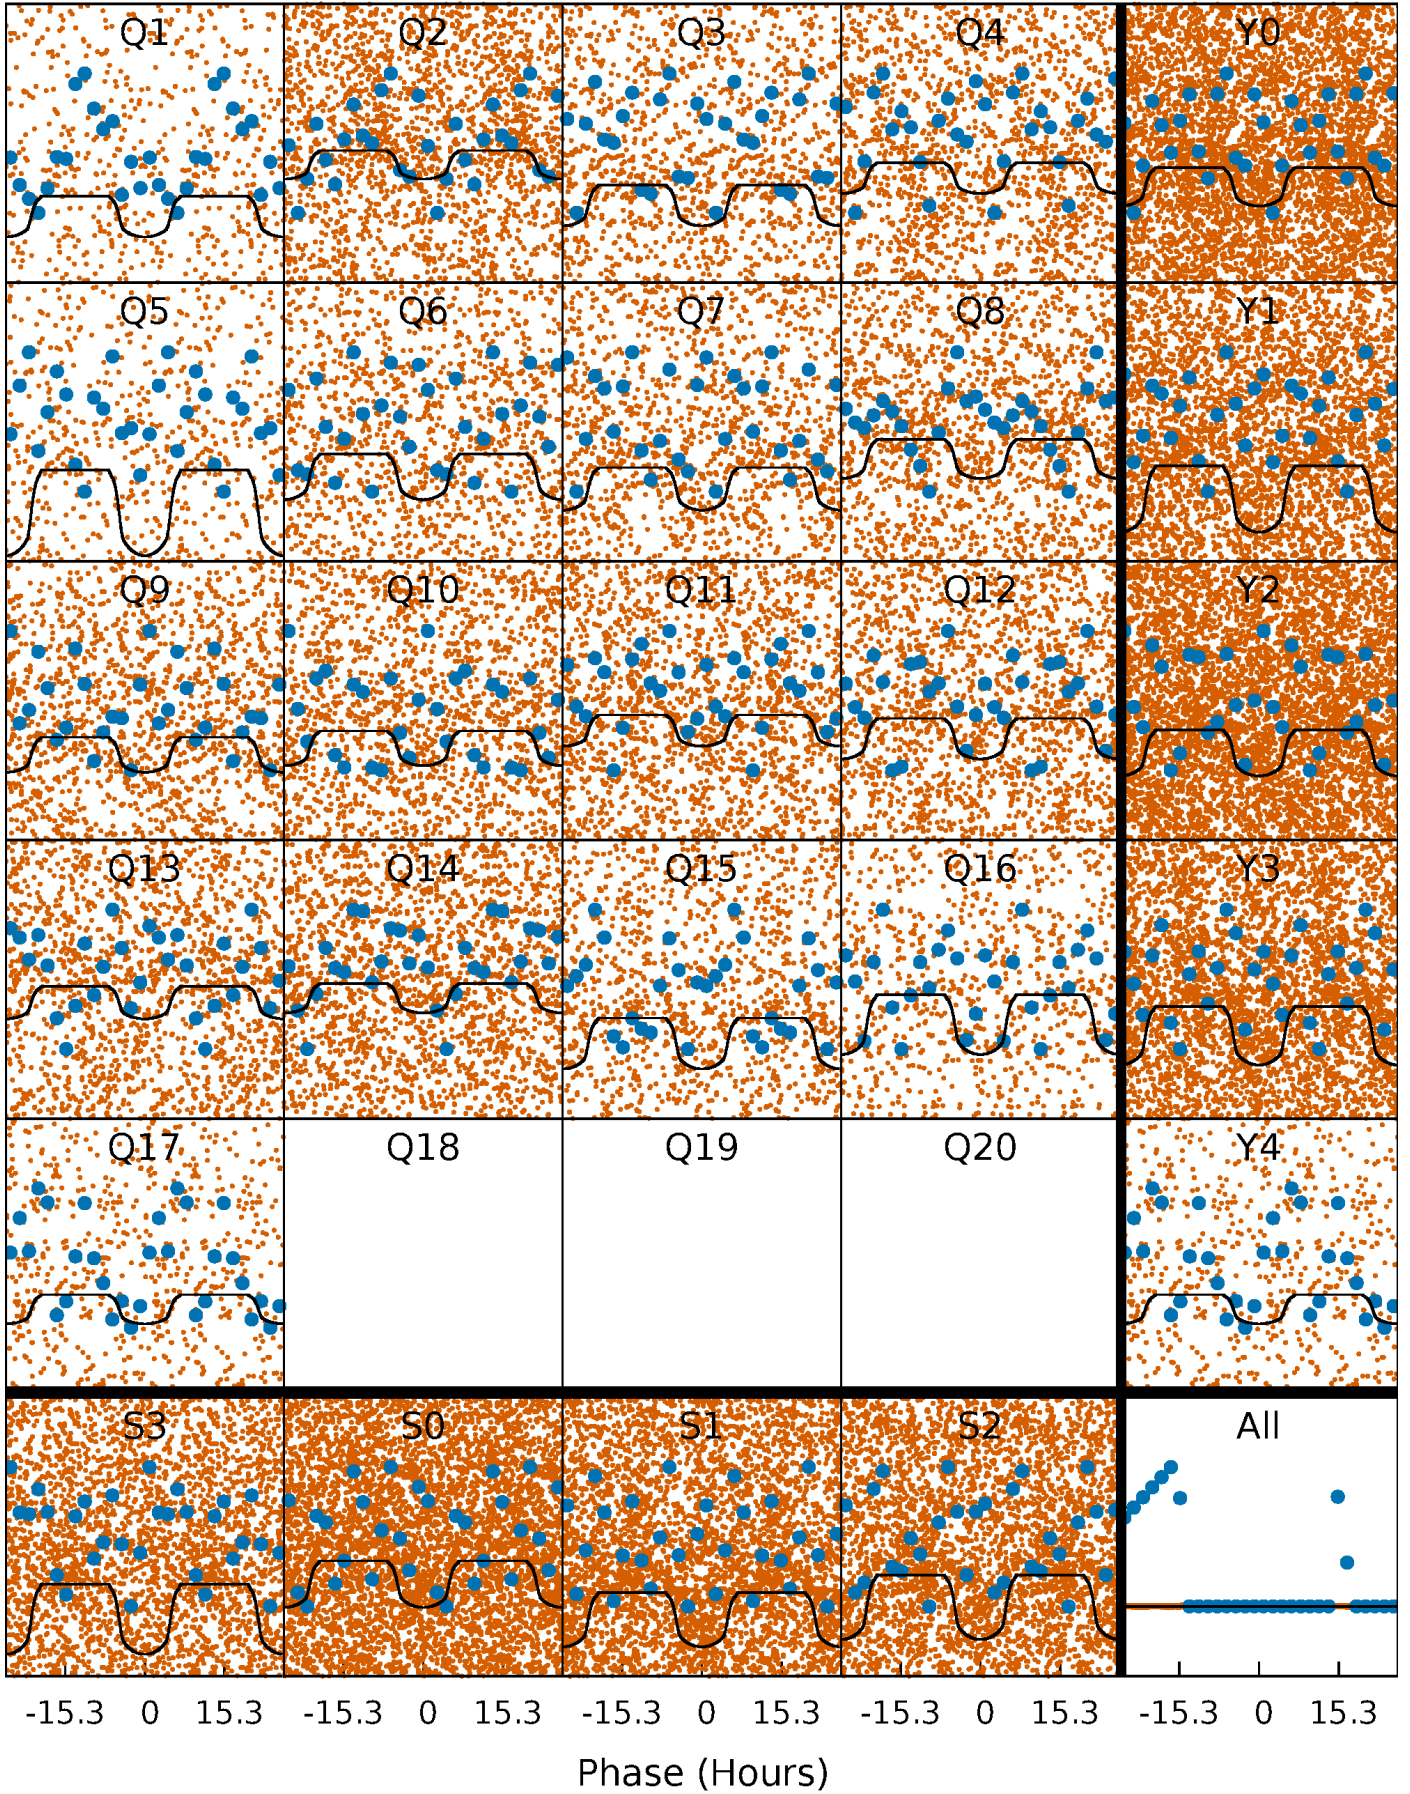 Q1 Q2 Q3 Q4 Y0
Q5 Q6 Q7 Q8 Y1
Q9 Q10 Q11 Q12 Y2
Q13 Q14 Q15 Q16 Y3
Q17 Q18 Q19 Q20 Y4
S3 S0 S1 S2 All
-15.3 0 15.3 -15.3 0 15.3 -15.3 0 15.3 -15.3 0 15.3 -15.3 0 15.3
Phase (Hours)